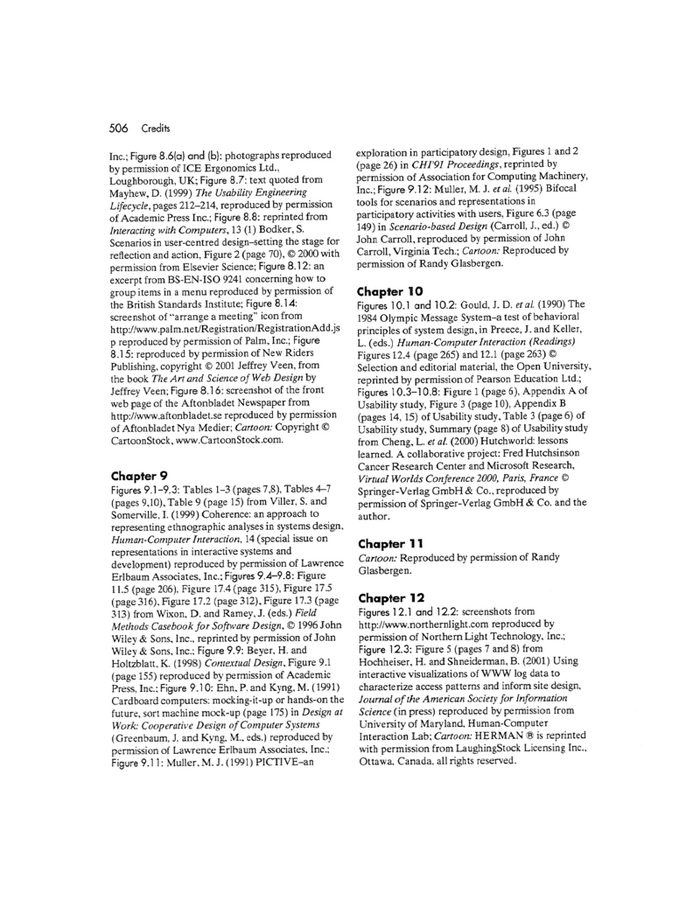 506 Credits
Inc.; Figure 8.6(a) and (b): photographs reproduced
by permission of ICE Ergonomics Ltd.,
Loughborough, UK; Figure 8.7: text quoted from
Mayhew, D. (1999) The Usability Engineering
Lifecycle, pages 212–214, reproduced by permission
of Academic Press Inc.; Figure 8.8: reprinted from
Interacting with Computers, 13 (1) Bodker, S.
Scenarios in user-centred design–setting the stage for
reflection and action, Figure 2 (page 70), © 2000 with
permission from Elsevier Science; Figure 8.12: an
excerpt from BS-EN-ISO 9241 concerning how to
group items in a menu reproduced by permission of
the British Standards Institute; Figure 8.14:
screenshot of "arrange a meeting" icon from
http://www.palm.net/Registration/RegistrationAdd.js
p reproduced by permission of Palm, Inc.; Figure
8.15: reproduced by permission of New Riders
Publishing, copyright © 2001 Jeffrey Veen, from
the book The Art and Science of Web Design by
Jeffrey Veen; Figure 8.16: screenshot of the front
web page of the Aftonbladet Newspaper from
http://www.aftonbladet.se reproduced by permission
of Aftonbladet Nya Medier; Cartoon: Copyright ©
CartoonStock, www.CartoonStock.com.
Chapter 9
Figures 9.1–9.3: Tables 1–3 (pages 7,8), Tables 4–7
(pages 9,10), Table 9 (page 15) from Viller, S. and
Somerville, I. (1999) Coherence: an approach to
representing ethnographic analyses in systems design,
Human-Computer Interaction, 14 (special issue on
representations in interactive systems and
development) reproduced by permission of Lawrence
Erlbaum Associates, Inc.; Figures 9.4–9.8: Figure
11.5 (page 206), Figure 17.4 (page 315), Figure 17.5
(page 316), Figure 17.2 (page 312), Figure 17.3 (page
313) from Wixon, D. and Ramey, J. (eds.) Field
Methods Casebook for Software Design, © 1996 John
Wiley & Sons, Inc., reprinted by permission of John
Wiley & Sons, Inc.; Figure 9.9: Beyer, H. and
Holtzblatt, K. (1998) Contextual Design, Figure 9.1
(page 155) reproduced by permission of Academic
Press, Inc.; Figure 9.10: Ehn, P. and Kyng, M. (1991)
Cardboard computers: mocking-it-up or hands-on the
future, sort machine mock-up (page 175) in Design at
Work: Cooperative Design of Computer Systems
(Greenbaum, J. and Kyng, M., eds.) reproduced by
permission of Lawrence Erlbaum Associates, Inc.;
Figure 9.11: Muller, M. J. (1991) PICTIVE–an
exploration in participatory design, Figures 1 and 2
(page 26) in CHI'91 Proceedings, reprinted by
permission of Association for Computing Machinery,
Inc.; Figure 9.12: Muller, M. J. et al. (1995) Bifocal
tools for scenarios and representations in
participatory activities with users, Figure 6.3 (page
149) in Scenario-based Design (Carroll, J., ed.) ©
John Carroll, reproduced by permission of John
Carroll, Virginia Tech.; Cartoon: Reproduced by
permission of Randy Glasbergen.
Chapter 10
Figures 10.1 and 10.2: Gould, J. D. et al. (1990) The
1984 Olympic Message System–a test of behavioral
principles of system design, in Preece, J. and Keller,
L. (eds.) Human-Computer Interaction (Readings)
Figures 12.4 (page 265) and 12.1 (page 263) ©
Selection and editorial material, the Open University,
reprinted by permission of Pearson Education Ltd.;
Figures 10.3–10.8: Figure 1 (page 6), Appendix A of
Usability study, Figure 3 (page 10), Appendix B
(pages 14, 15) of Usability study, Table 3 (page 6) of
Usability study, Summary (page 8) of Usability study
from Cheng, L. et al. (2000) Hutchworld: lessons
learned. A collaborative project: Fred Hutchsinson
Cancer Research Center and Microsoft Research,
Virtual Worlds Conference 2000, Paris, France ©
Springer-Verlag GmbH & Co., reproduced by
permission of Springer-Verlag GmbH & Co. and the
author.
Chapter 11
Cartoon: Reproduced by permission of Randy
Glasbergen.
Chapter 12
Figures 12.1 and 12.2: screenshots from
http://www.northernlight.com reproduced by
permission of Northern Light Technology, Inc.;
Figure 12.3: Figure 5 (pages 7 and 8) from
Hochheiser, H. and Shneiderman, B. (2001) Using
interactive visualizations of WWW log data to
characterize access patterns and inform site design,
Journal of the American Society for Information
Science (in press) reproduced by permission from
University of Maryland, Human-Computer
Interaction Lab; Cartoon: HERMAN ® is reprinted
with permission from LaughingStock Licensing Inc.,
Ottawa, Canada, all rights reserved.